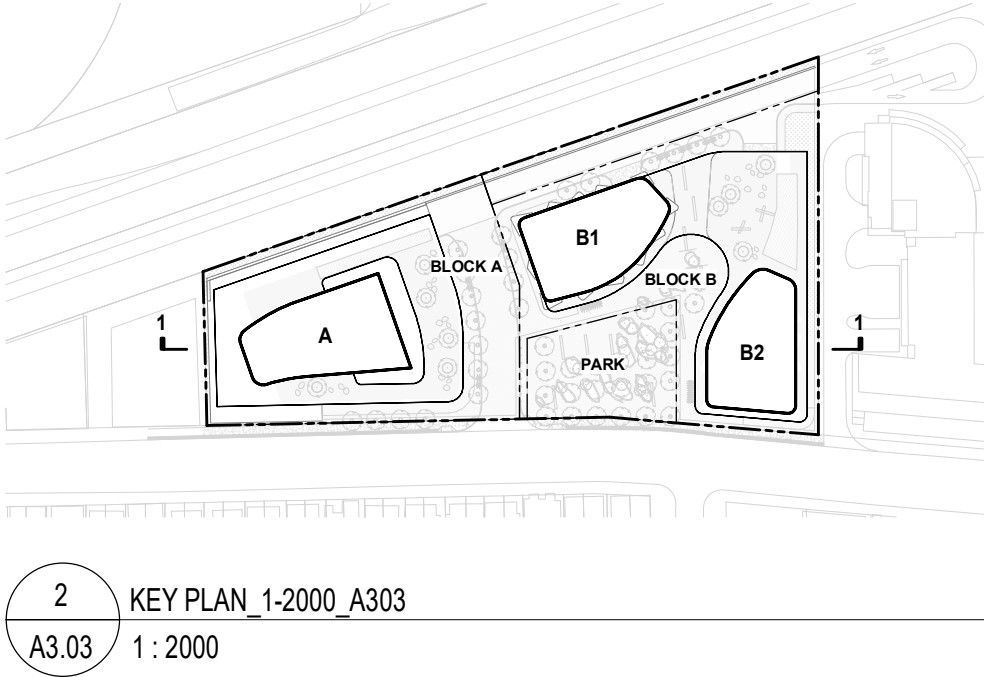 B1
BLOCK A
BLOCK B
1
1
A
B2
PARK
2
KEY PLAN_1-2000_A303
A3.03
1 : 2000